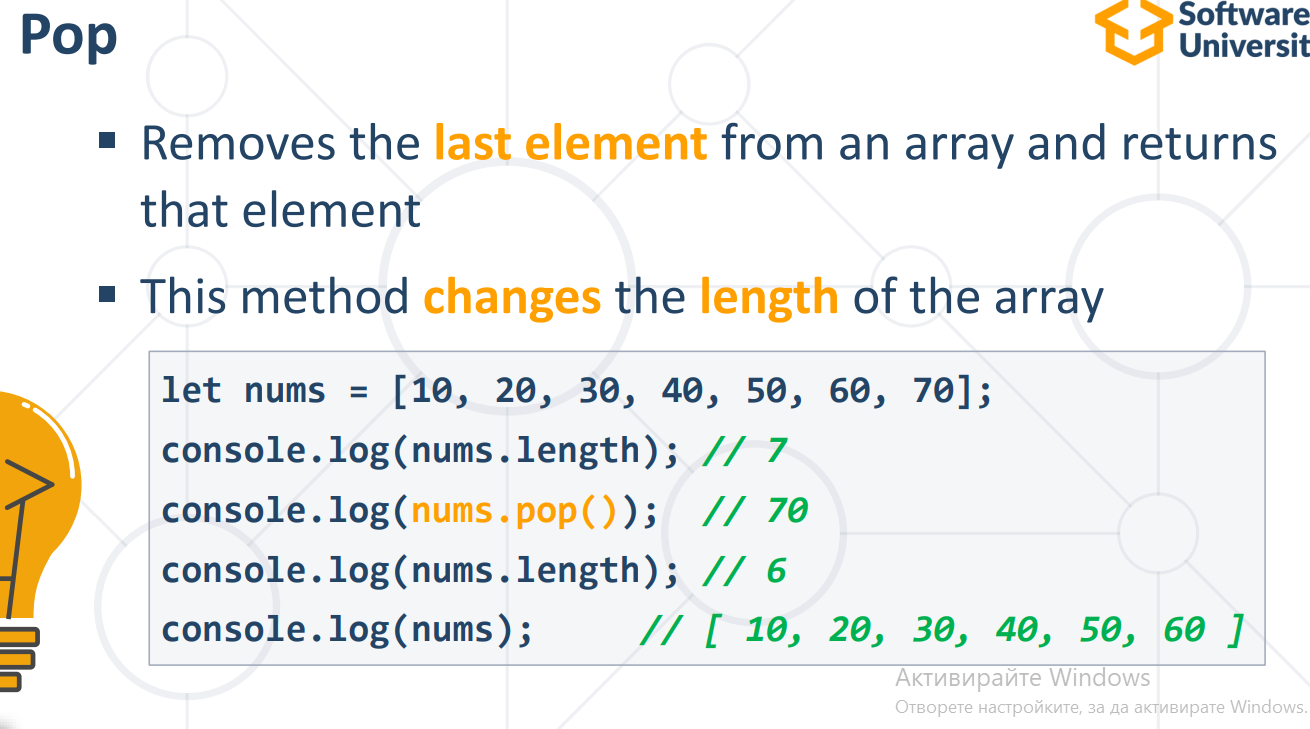 Pop
Software
Universit
▪ Removes the last element from an array and returns
that element
▪ This method changes the length of the array
let nums = [10, 20, 30, 40, 50, 60, 70];
console.log(nums.length); // 7
console.log(nums.pop()); // 70
console.log(nums.length); // 6
console.log(nums); // [ 10, 20, 30, 40, 50, 60 ]
Активирайте Windows
Отворете настройките, за да активирате Windows.